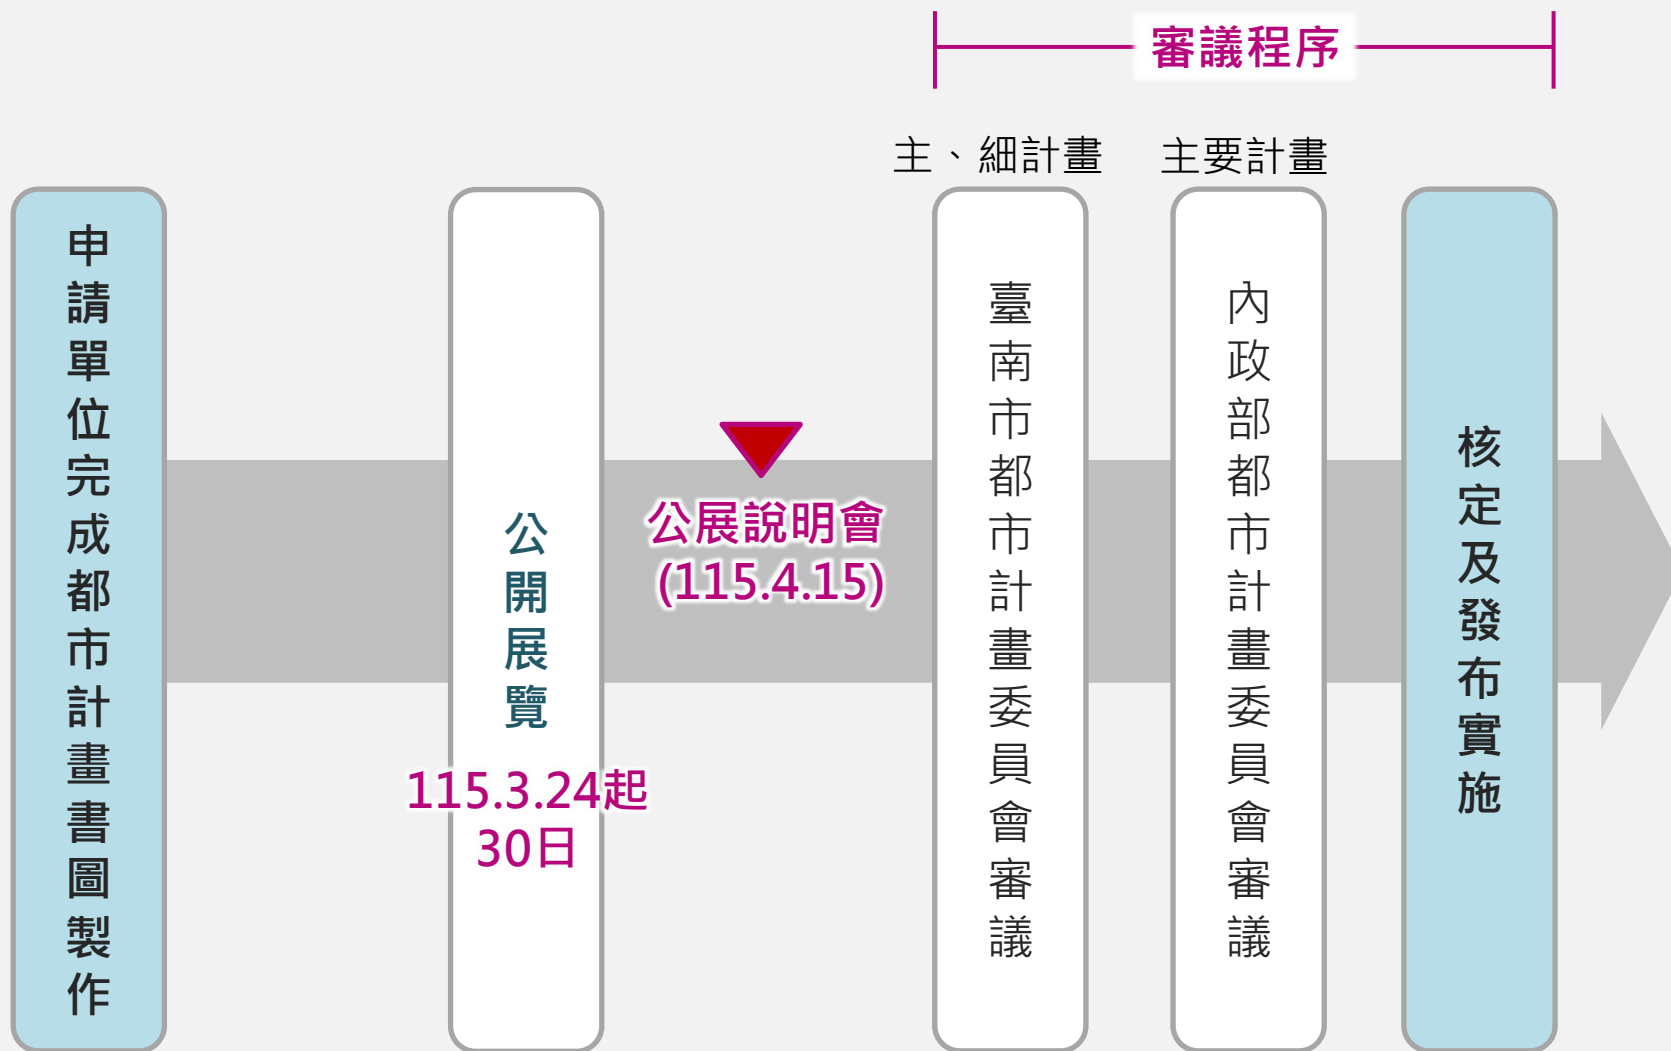 審議程序
主、細計畫
主要計畫
申請單位完成都市計畫書圖製作
公開展覽
115.3.24起
30日
公展說明會
(115.4.15)
臺南市都市計畫委員會審議
內政部都市計畫委員會審議
核定及發布實施